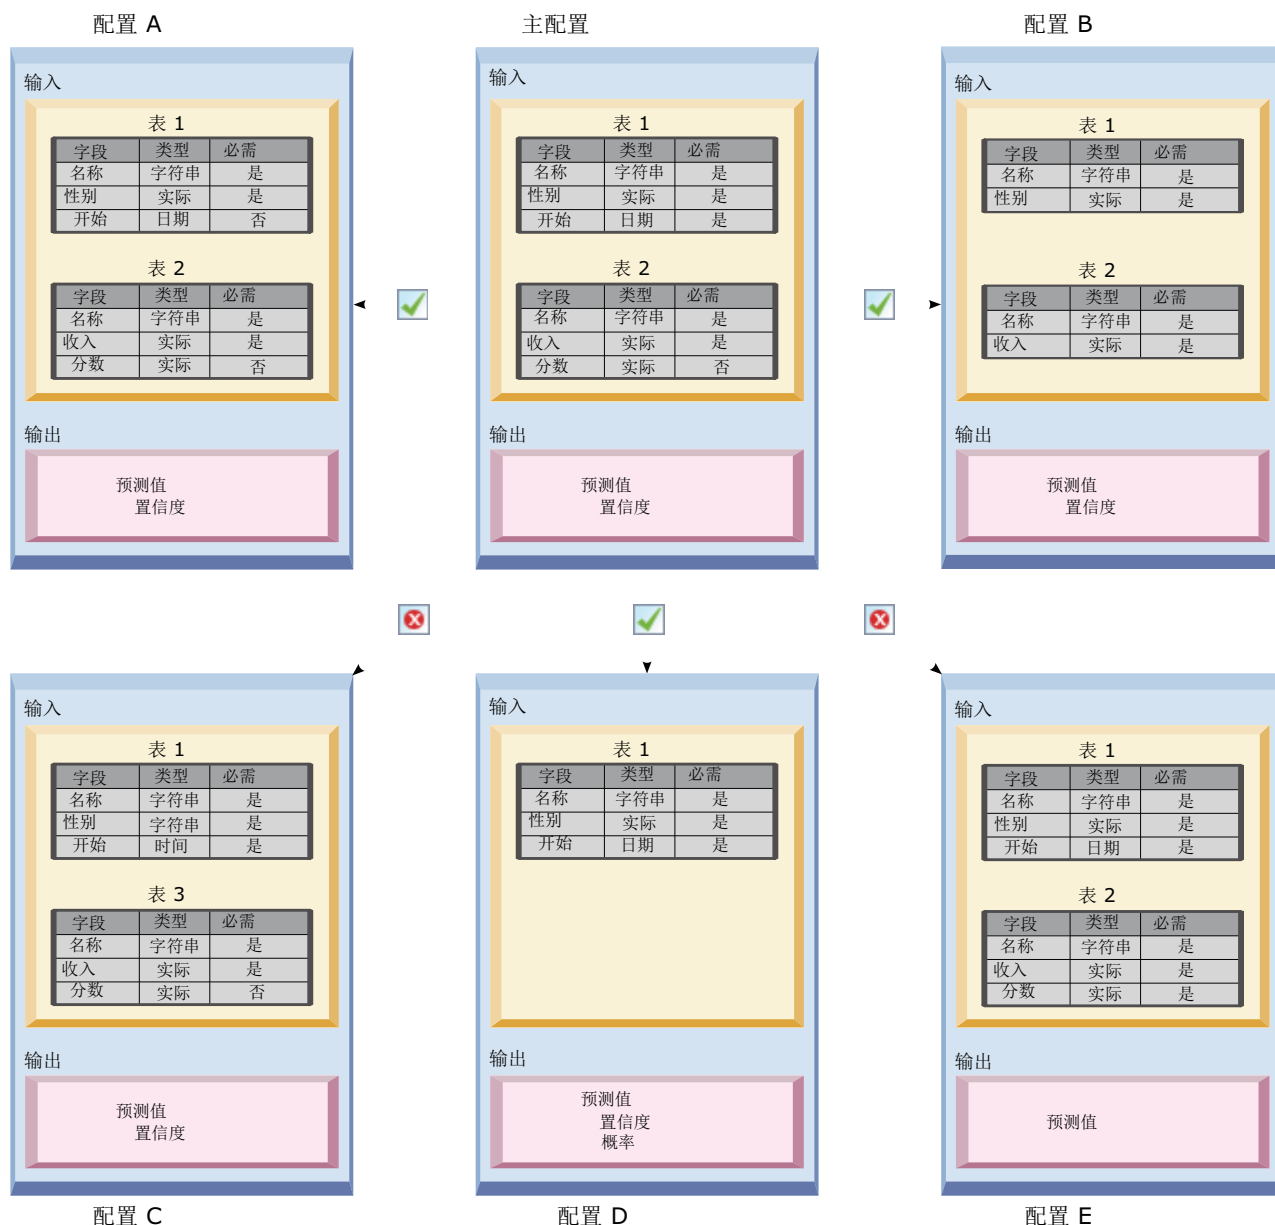 配置 A
主配置
配置 B
输入
表 1
字段 类型 必需
名称 字符串 是
性别 实际 是
开始 日期 否
表 2
字段 类型 必需
名称 字符串 是
收入 实际 是
分数 实际 否
输出
预测值
置信度
输入
表 1
字段 类型 必需
名称 字符串 是
性别 实际 是
开始 日期 是
表 2
字段 类型 必需
名称 字符串 是
收入 实际 是
分数 实际 否
输出
预测值
置信度
输入
表 1
字段 类型 必需
名称 字符串 是
性别 实际 是
表 2
字段 类型 必需
名称 字符串 是
收入 实际 是
输出
预测值
置信度
输入
表 1
字段 类型 必需
名称 字符串 是
性别 字符串 是
开始 时间 是
表 3
字段 类型 必需
名称 字符串 是
收入 实际 是
分数 实际 否
输出
预测值
置信度
配置 C
输入
表 1
字段 类型 必需
名称 字符串 是
性别 实际 是
开始 日期 是
输出
预测值
置信度
概率
配置 D
输入
表 1
字段 类型 必需
名称 字符串 是
性别 实际 是
开始 日期 是
表 2
字段 类型 必需
名称 字符串 是
收入 实际 是
分数 实际 是
输出
预测值
配置 E